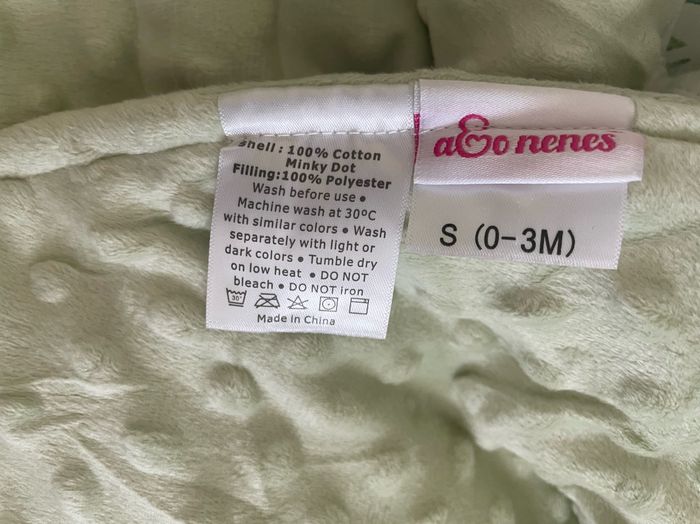 Shell: 100% Cotton
Minky Dot
Filling:100% Polyester
Wash before use •
Machine wash at 30ºC
with similar colors • Wash
separately with light or
dark colors • Tumble dry
on low heat • DO NOT
bleach • DO NOT iron
30°
Made in China
a&o nenes
S (0-3M)